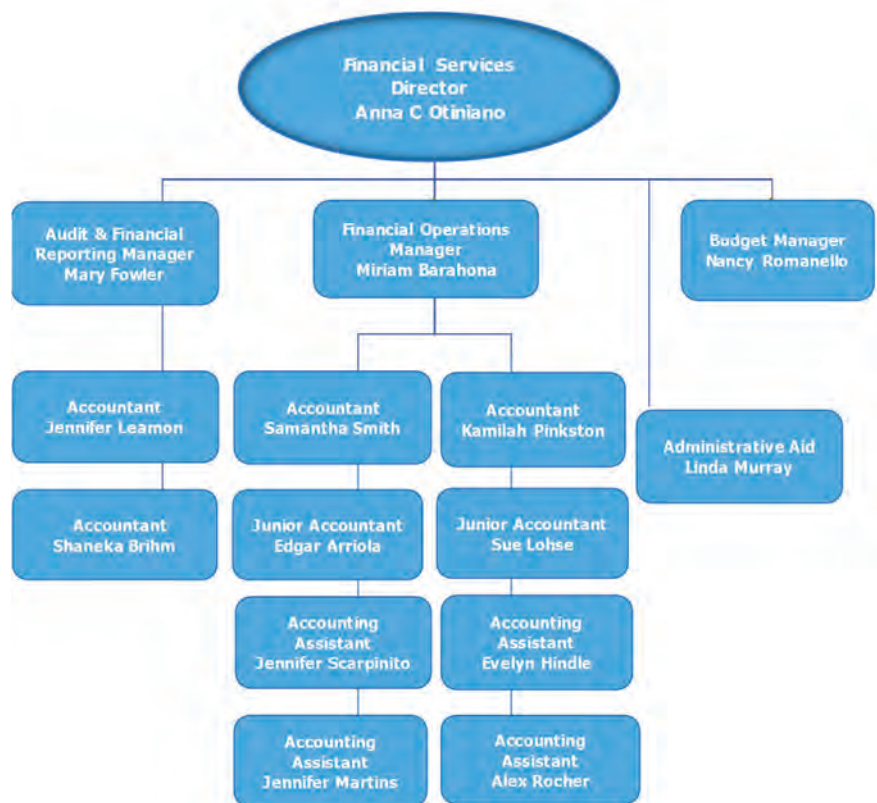 Financial Services
Director
Anna C Otiniano
Audit & Financial
Reporting Manager
Mary Fowler
Financial Operations
Manager
Miriam Barahona
Budget Manager
Nancy Romanello
Accountant
Jennifer Leamon
Accountant
Samantha Smith
Accountant
Kamilah Pinkston
Administrative Aid
Linda Murray
Accountant
Shaneka Brihm
Junior Accountant
Edgar Arriola
Junior Accountant
Sue Lohse
Accounting
Assistant
Jennifer Scarpinito
Accounting
Assistant
Evelyn Hindle
Accounting
Assistant
Jennifer Martins
Accounting
Assistant
Alex Rocher